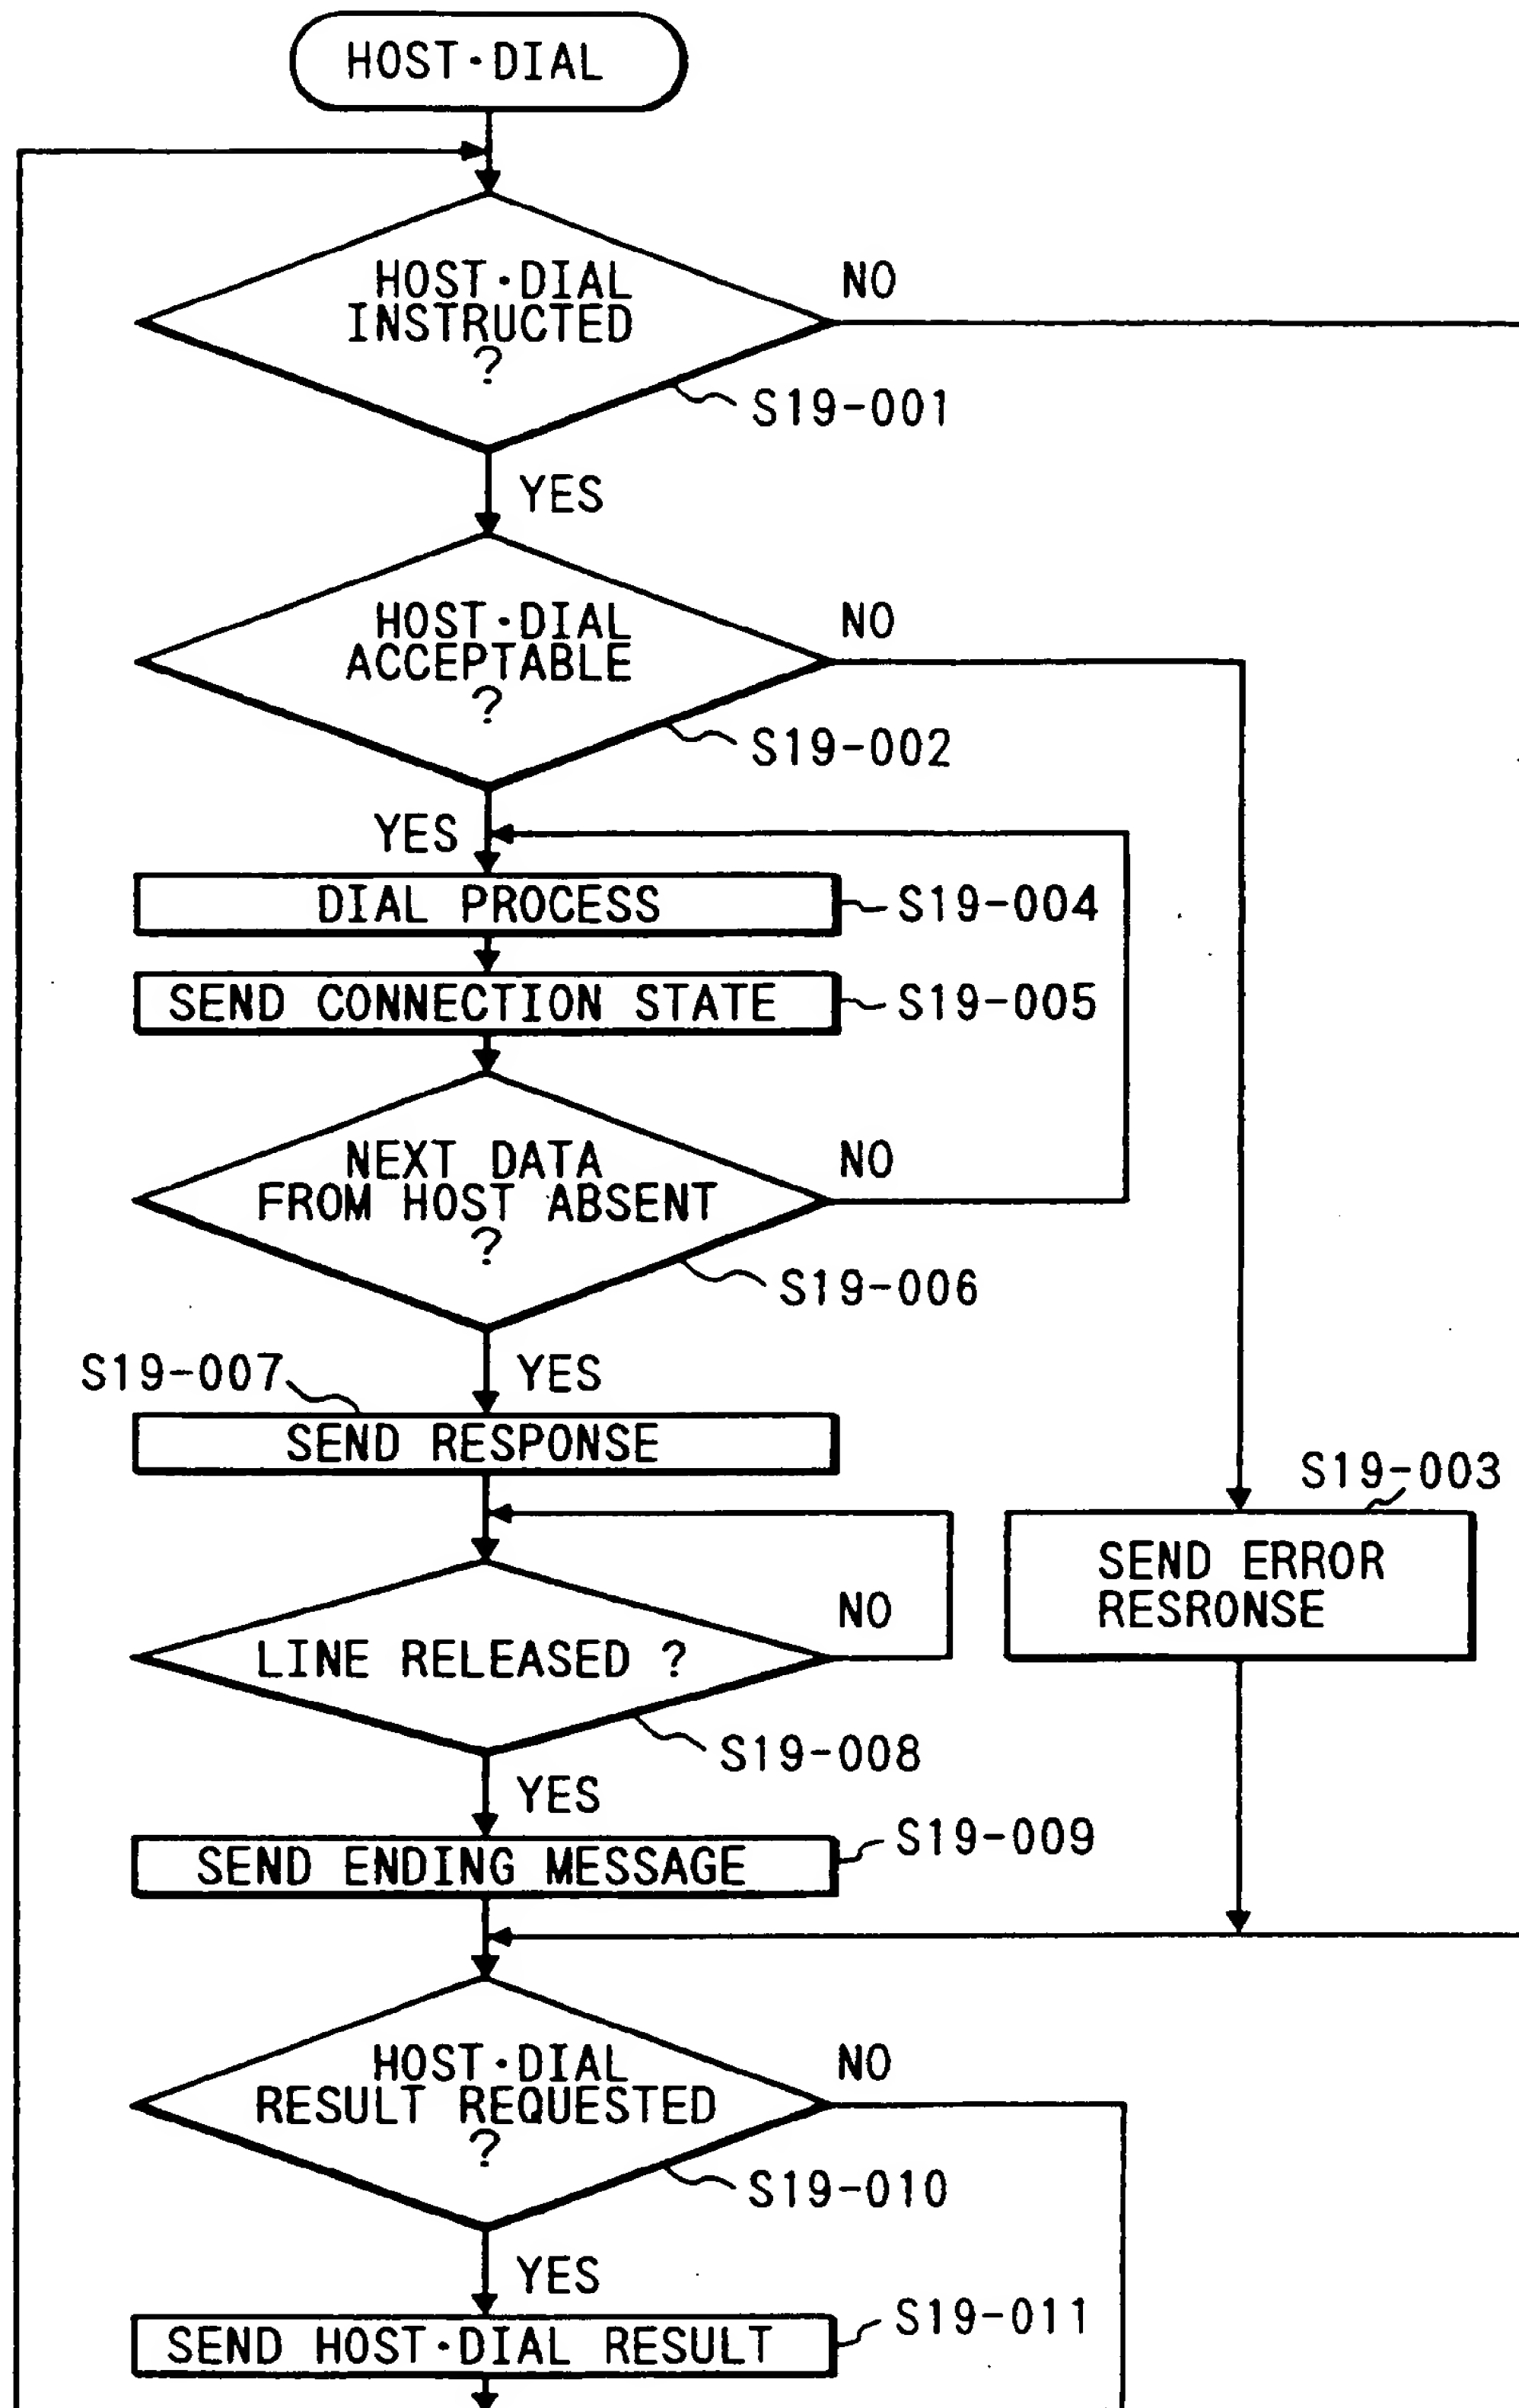 HOST·DIAL
HOST·DIAL
INSTRUCTED
?
NO
S19-001
YES
HOST·DIAL
ACCEPTABLE
?
NO
S19-002
YES
DIAL PROCESS
S19-004
SEND CONNECTION STATE
S19-005
NEXT DATA
FROM HOST ABSENT
?
NO
S19-006
YES
S19-007
SEND RESPONSE
S19-003
SEND ERROR
RESRONSE
LINE RELEASED ?
NO
S19-008
YES
SEND ENDING MESSAGE
S19-009
HOST·DIAL
RESULT REQUESTED
?
NO
S19-010
YES
SEND HOST·DIAL RESULT
S19-011